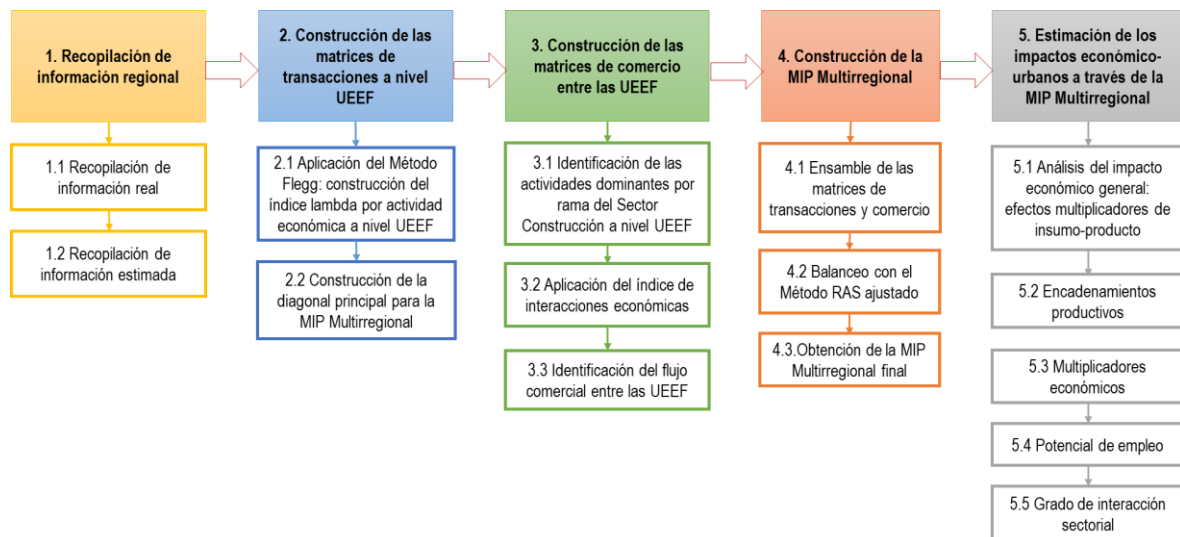 1. Recopilación de
información regional
1.1 Recopilación de
información real
1.2 Recopilación de
información estimada
2. Construcción de las
matrices de
transacciones a nivel
UEEF
2.1 Aplicación del Método
Flegg: construcción del
índice lambda por actividad
económica a nivel UEEF
2.2 Construcción de la
diagonal principal para la
MIP Multirregional
3. Construcción de las
matrices de comercio
entre las UEEF
3.1 Identificación de las
actividades dominantes por
rama del Sector
Construcción a nivel UEEF
3.2 Aplicación del índice de
interacciones económicas
3.3 Identificación del flujo
comercial entre las UEEF
4. Construcción de la
MIP Multirregional
4.1 Ensamble de las
matrices de
transacciones y comercio
4.2 Balanceo con el
Método RAS ajustado
4.3.Obtención de la MIP
Multirregional final
5. Estimación de los
impactos económico-
urbanos a través de la
MIP Multirregional
5.1 Análisis del impacto
económico general:
efectos multiplicadores de
insumo-producto
5.2 Encadenamientos
productivos
5.3 Multiplicadores
económicos
5.4 Potencial de empleo
5.5 Grado de interacción
sectorial